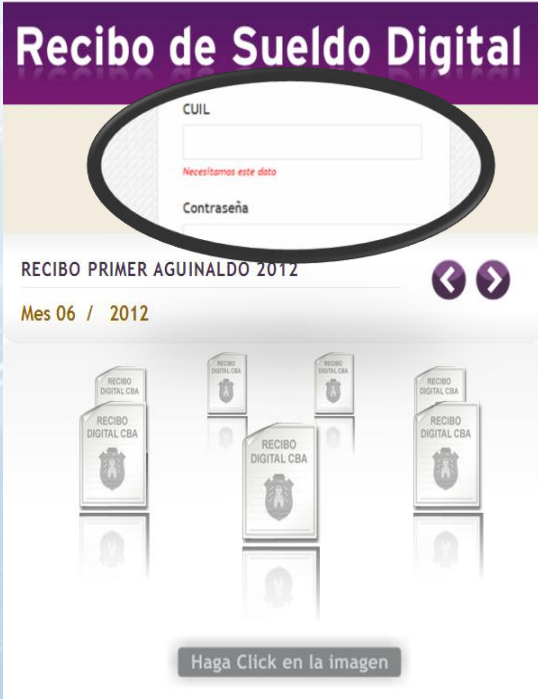 Recibo de Sueldo Digital
CUIL
Necesitamos este dato
Contraseña
RECIBO PRIMER AGUINALDO 2012
Mes 06 / 2012
RECIBO
DIGITAL CBA
RECIBO
DIGITAL CBA
RECIBO
DIGITAL CBA
RECIBO
DIGITAL CBA
RECIBO
DIGITAL CBA
RECIBO
DIGITAL CBA
RECIBO
DIGITAL CBA
Haga Click en la imagen